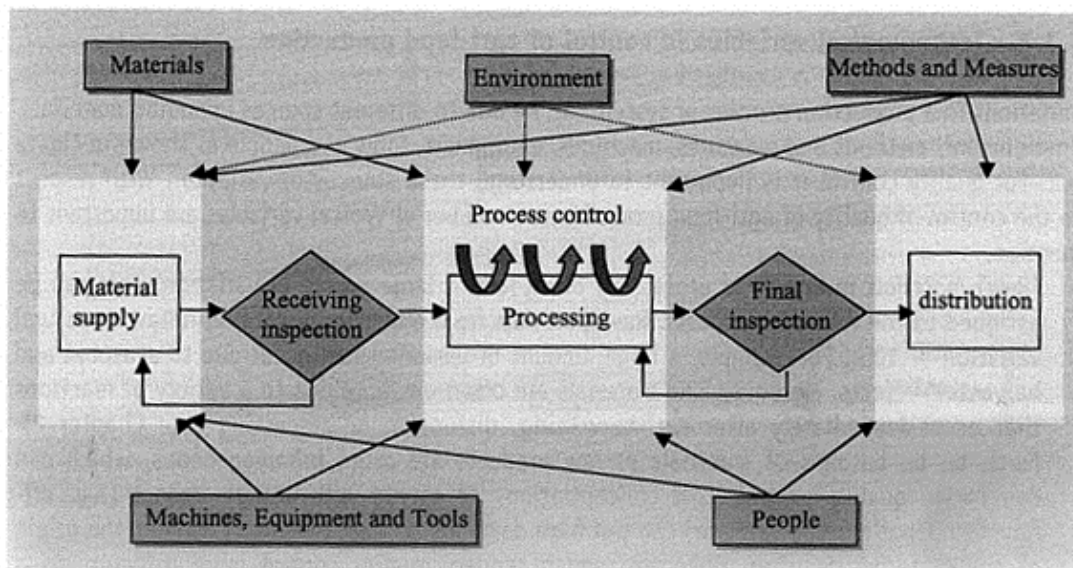 Materials
Environment
Methods and Measures
Process control
Material
supply
Receiving
inspection
Processing
Final
inspection
distribution
Machines, Equipment and Tools
People